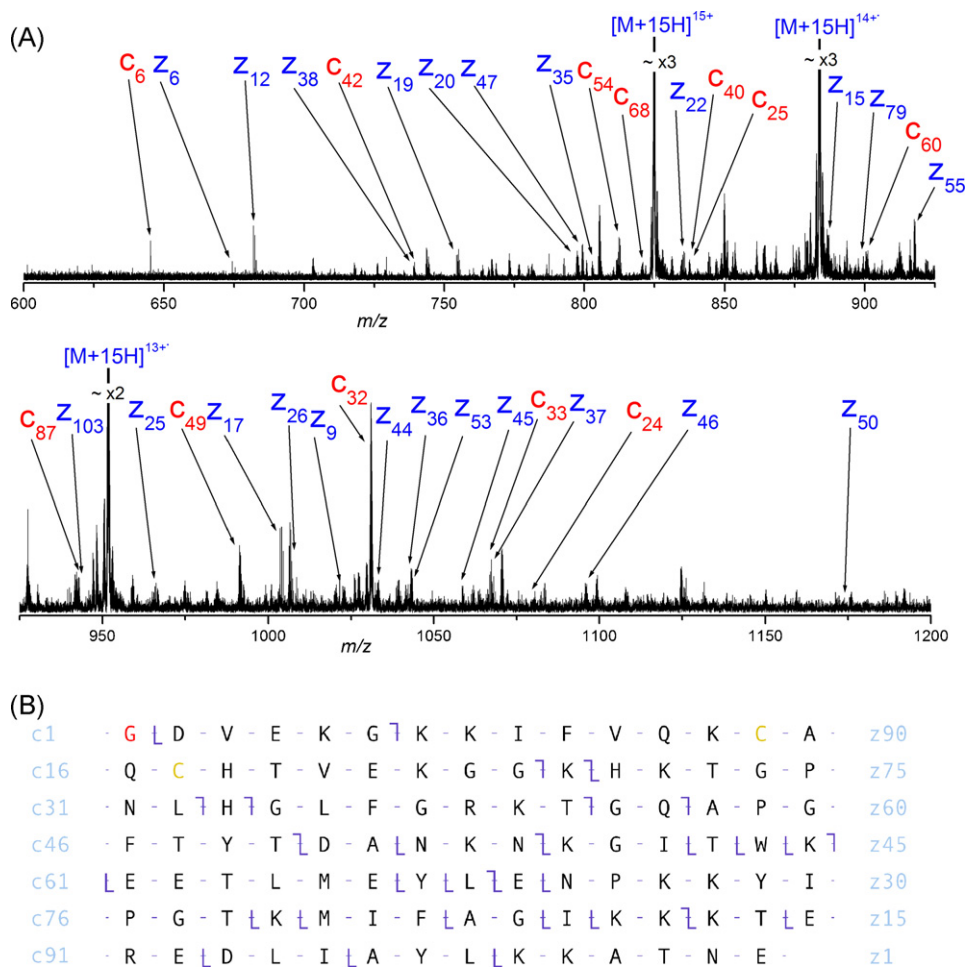 (A)
[M+15H]15+ [M+15H]14+·
~ x3 ~ x3
c6 z6 z12 z38 c42 z19 z20 z47 z35 c54 c68 z22 c40 c25 z15 z79 c60 z55
600 650 700 750 800 850 900
m/z
[M+15H]13+·
~ x2
c87 z103 z25 c49 z17 z26 z9 c32 z44 z36 z53 z45 c33 z37 c24 z46 z50
950 1000 1050 1100 1150 1200
m/z
(B)
c1 G D V E K G K K I F V Q K C A z90
c16 Q C H T V E K G G K H K T G P z75
c31 N L H G L F G R K T G Q A P G z60
c46 F T Y T D A N K N K G I T W K z45
c61 E E T L M E Y L E N P K K Y I z30
c76 P G T K M I F A G I K K K T E z15
c91 R E D L I A Y L K K A T N E z1